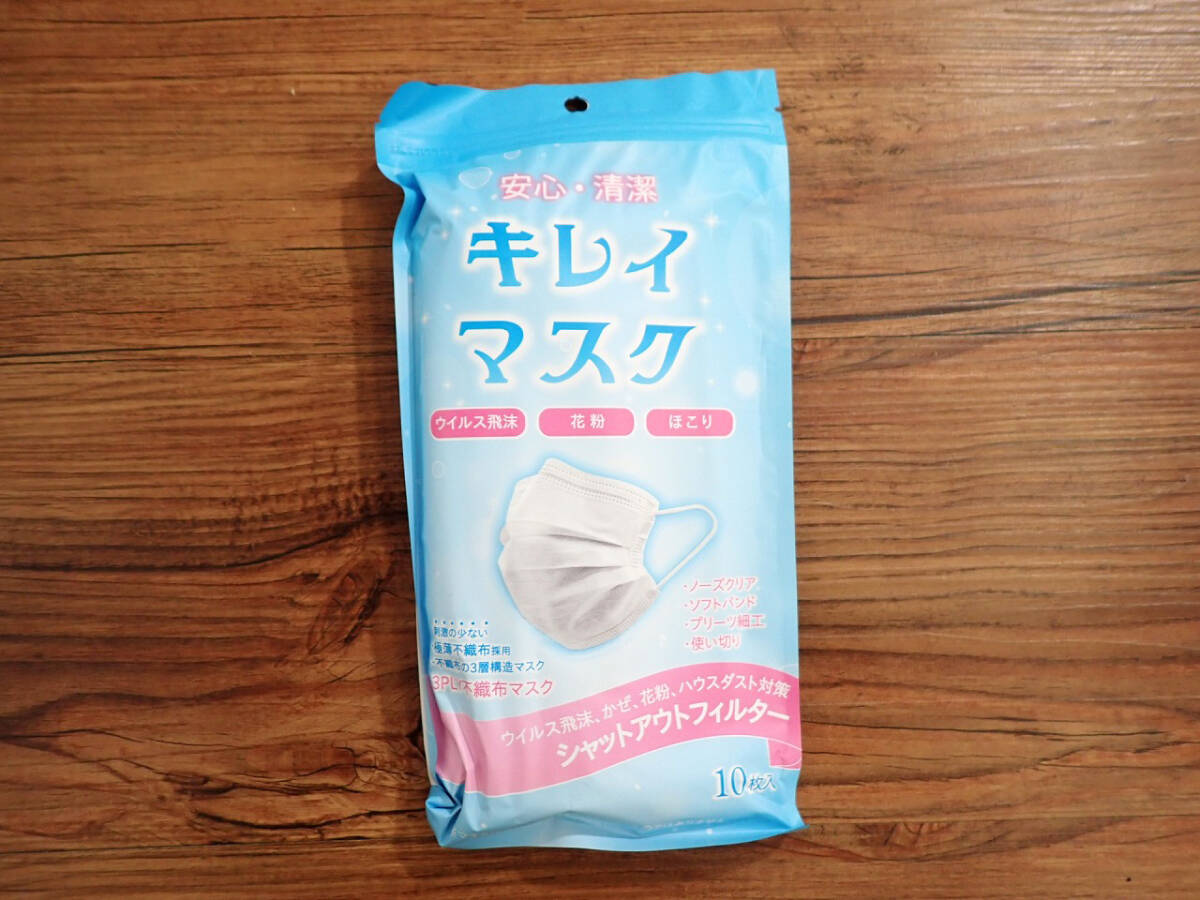 安心・清潔
キレイ
マスク
ウイルス飛沫
花粉
ほこり
・ノーズクリア
・ソフトバンド
・プリーツ細工
・使い切り
刺激の少ない
極薄不織布採用
・不織布の3層構造マスク
3PLY不織布マスク
ウイルス飛沫、かぜ、花粉、ハウスダスト対策
シャットアウトフィルター
10枚入